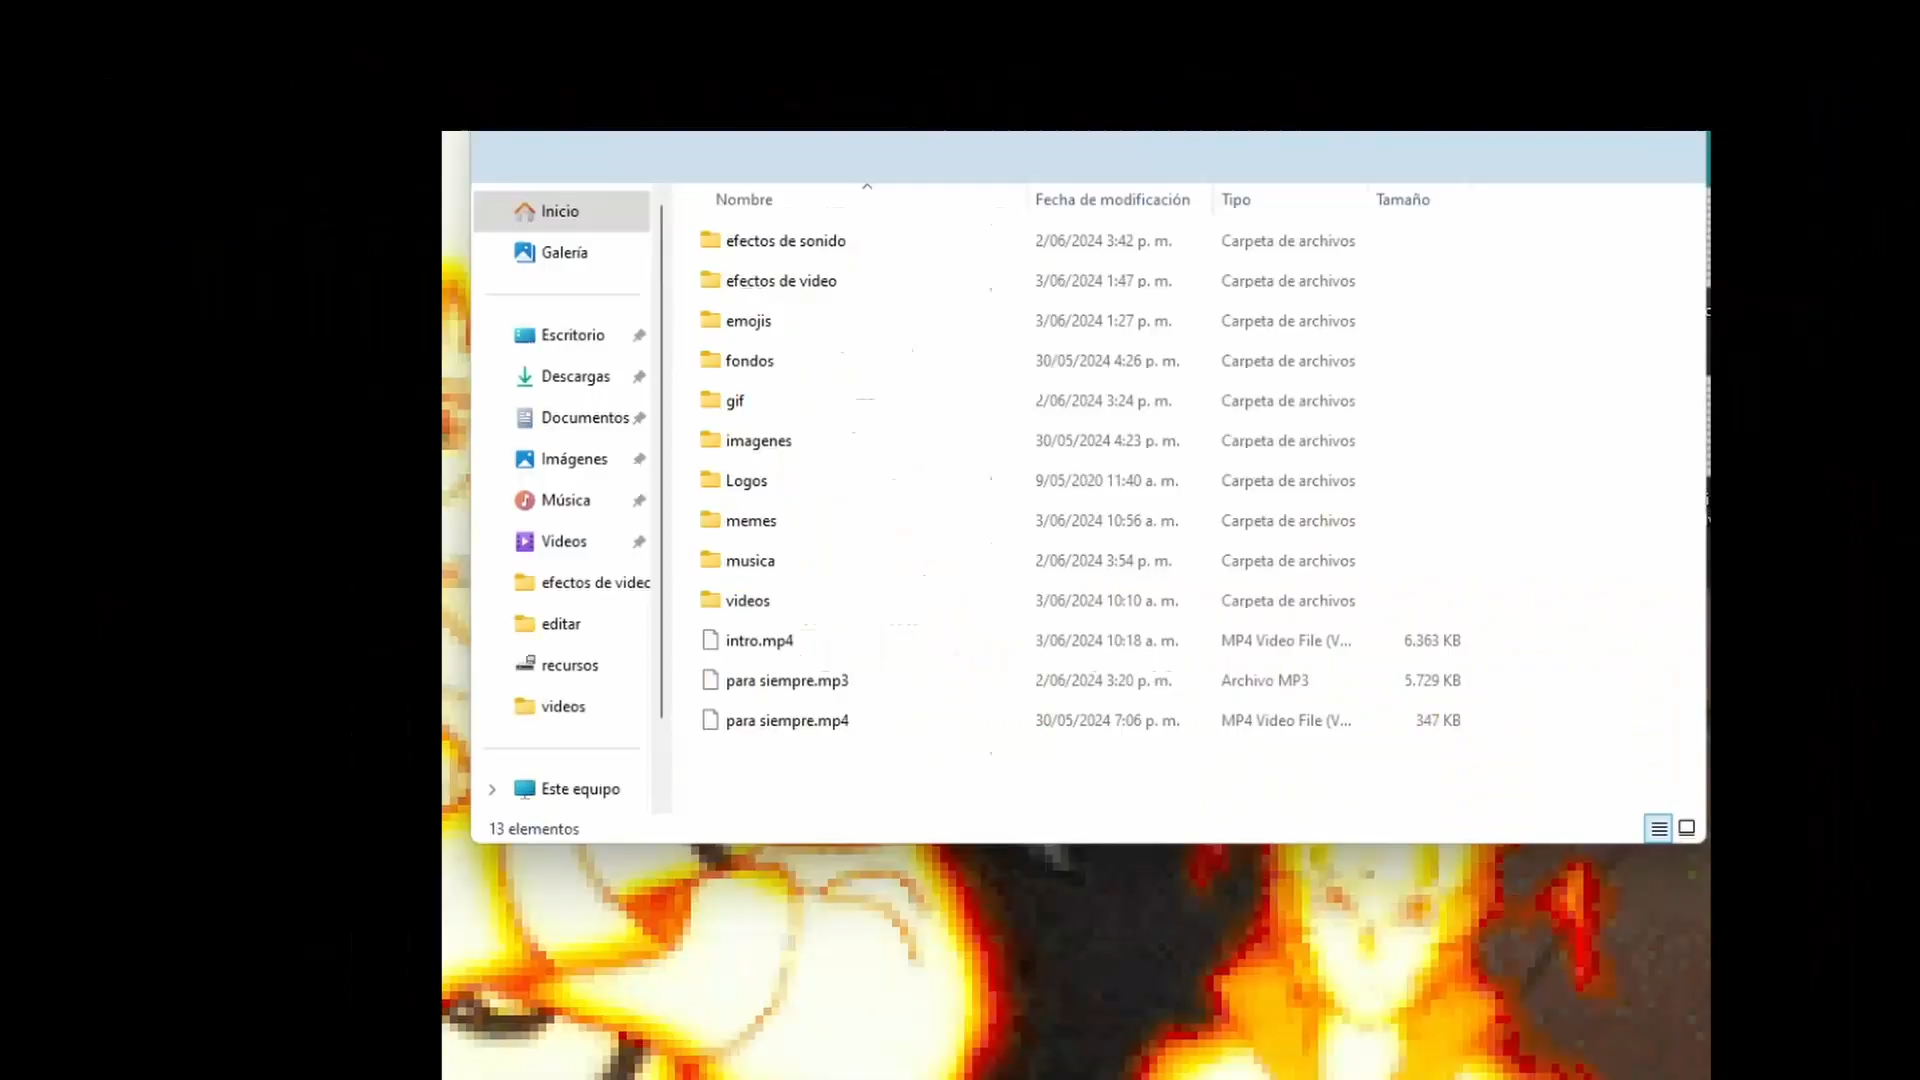 Nombre Fecha de modificación Tipo Tamaño
Inicio
Galería
Escritorio
Descargas
Documentos
Imágenes
Música
Videos
efectos de videc
editar
recursos
videos
Este equipo
efectos de sonido 2/06/2024 3:42 p. m. Carpeta de archivos
efectos de video 3/06/2024 1:47 p. m. Carpeta de archivos
emojis 3/06/2024 1:27 p. m. Carpeta de archivos
fondos 30/05/2024 4:26 p. m. Carpeta de archivos
gif 2/06/2024 3:24 p. m. Carpeta de archivos
imagenes 30/05/2024 4:23 p. m. Carpeta de archivos
Logos 9/05/2020 11:40 a. m. Carpeta de archivos
memes 3/06/2024 10:56 a. m. Carpeta de archivos
musica 2/06/2024 3:54 p. m. Carpeta de archivos
videos 3/06/2024 10:10 a. m. Carpeta de archivos
intro.mp4 3/06/2024 10:18 a. m. MP4 Video File (V... 6.363 KB
para siempre.mp3 2/06/2024 3:20 p. m. Archivo MP3 5.729 KB
para siempre.mp4 30/05/2024 7:06 p. m. MP4 Video File (V... 347 KB
13 elementos